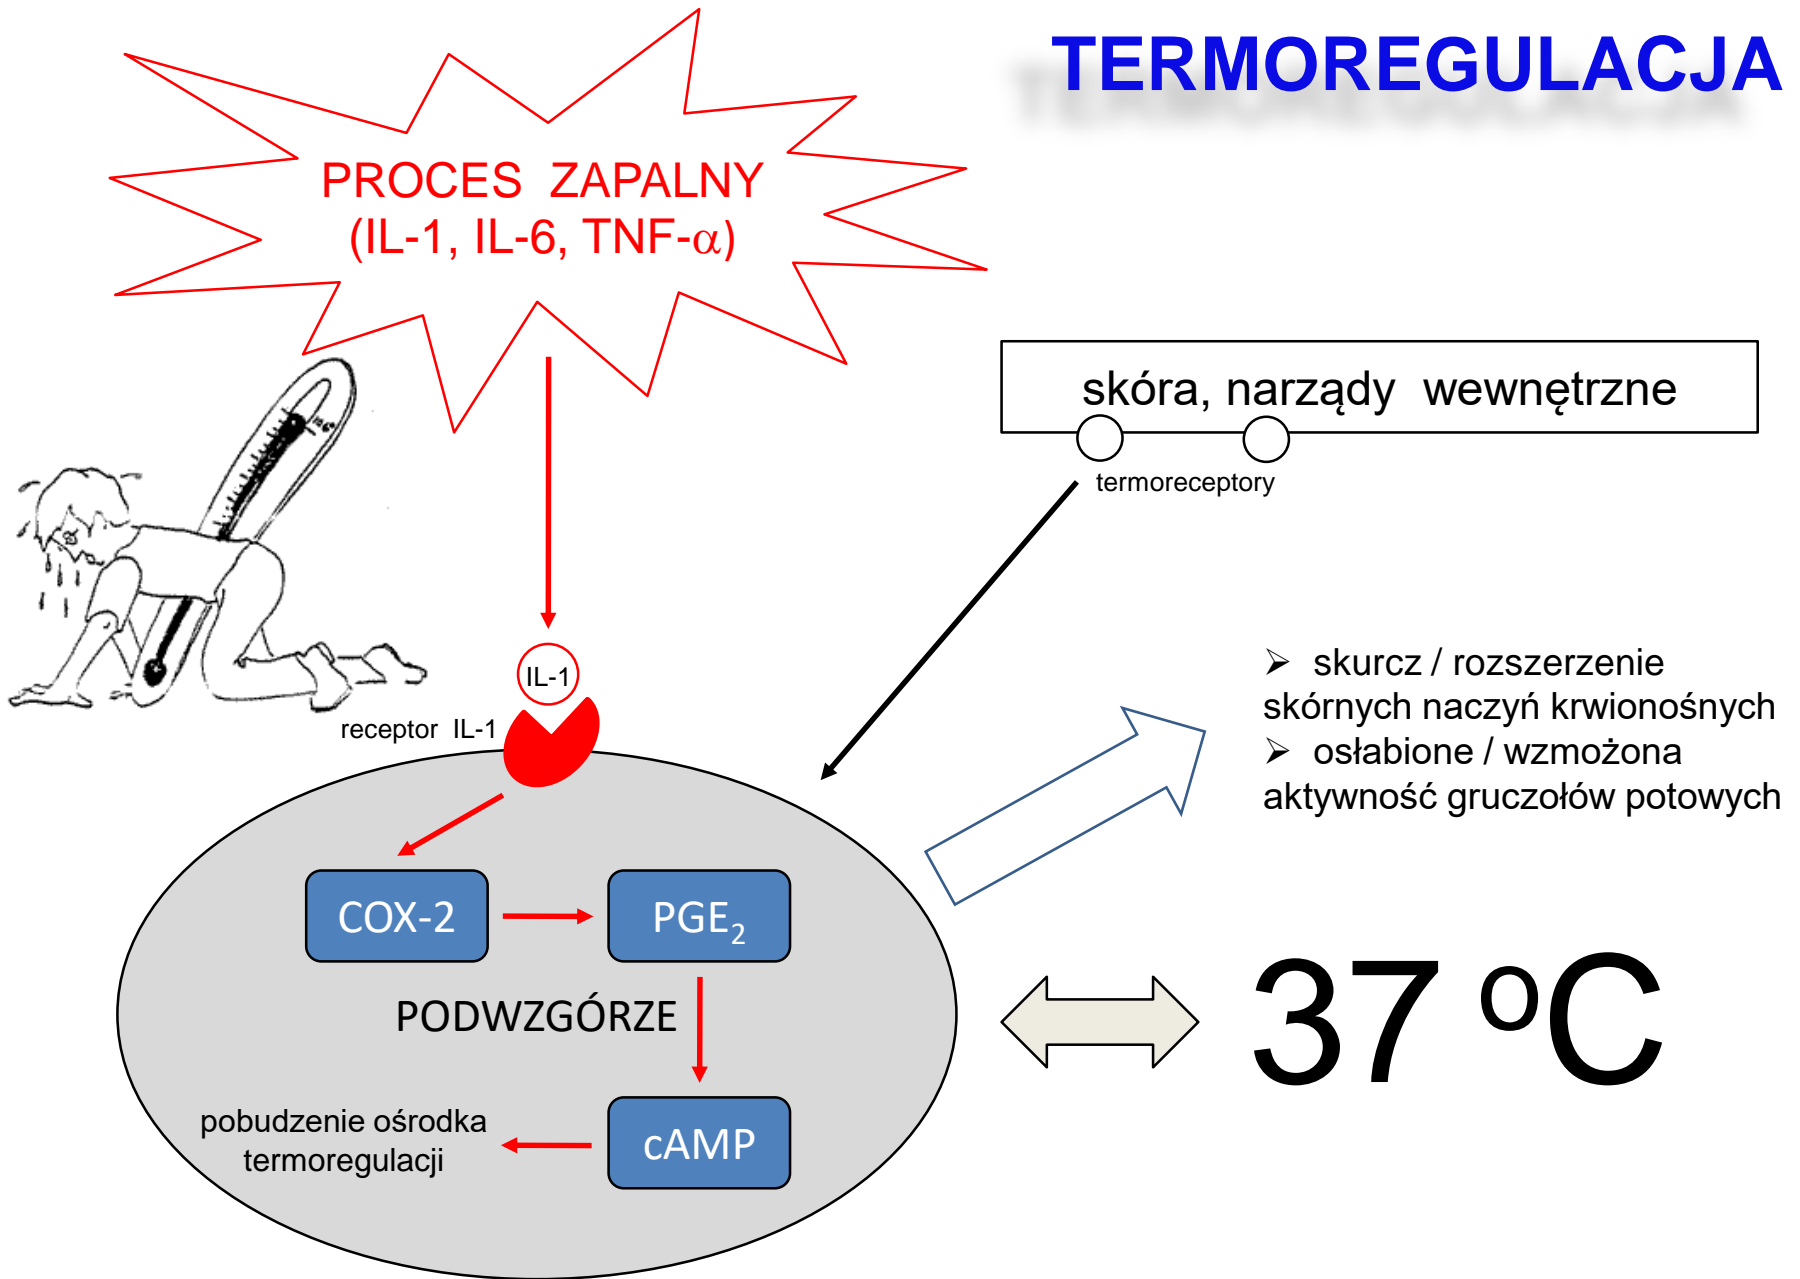 TERMOREGULACJA
PROCES ZAPALNY
(IL-1, IL-6, TNF-α)
skóra, narządy wewnętrzne
termoreceptory
IL-1
receptor IL-1
➢ skurcz / rozszerzenie
skórnych naczyń krwionośnych
➢ osłabione / wzmożona
aktywność gruczołów potowych
COX-2
PGE₂
PODWZGÓRZE
37 ºC
pobudzenie ośrodka
termoregulacji
cAMP